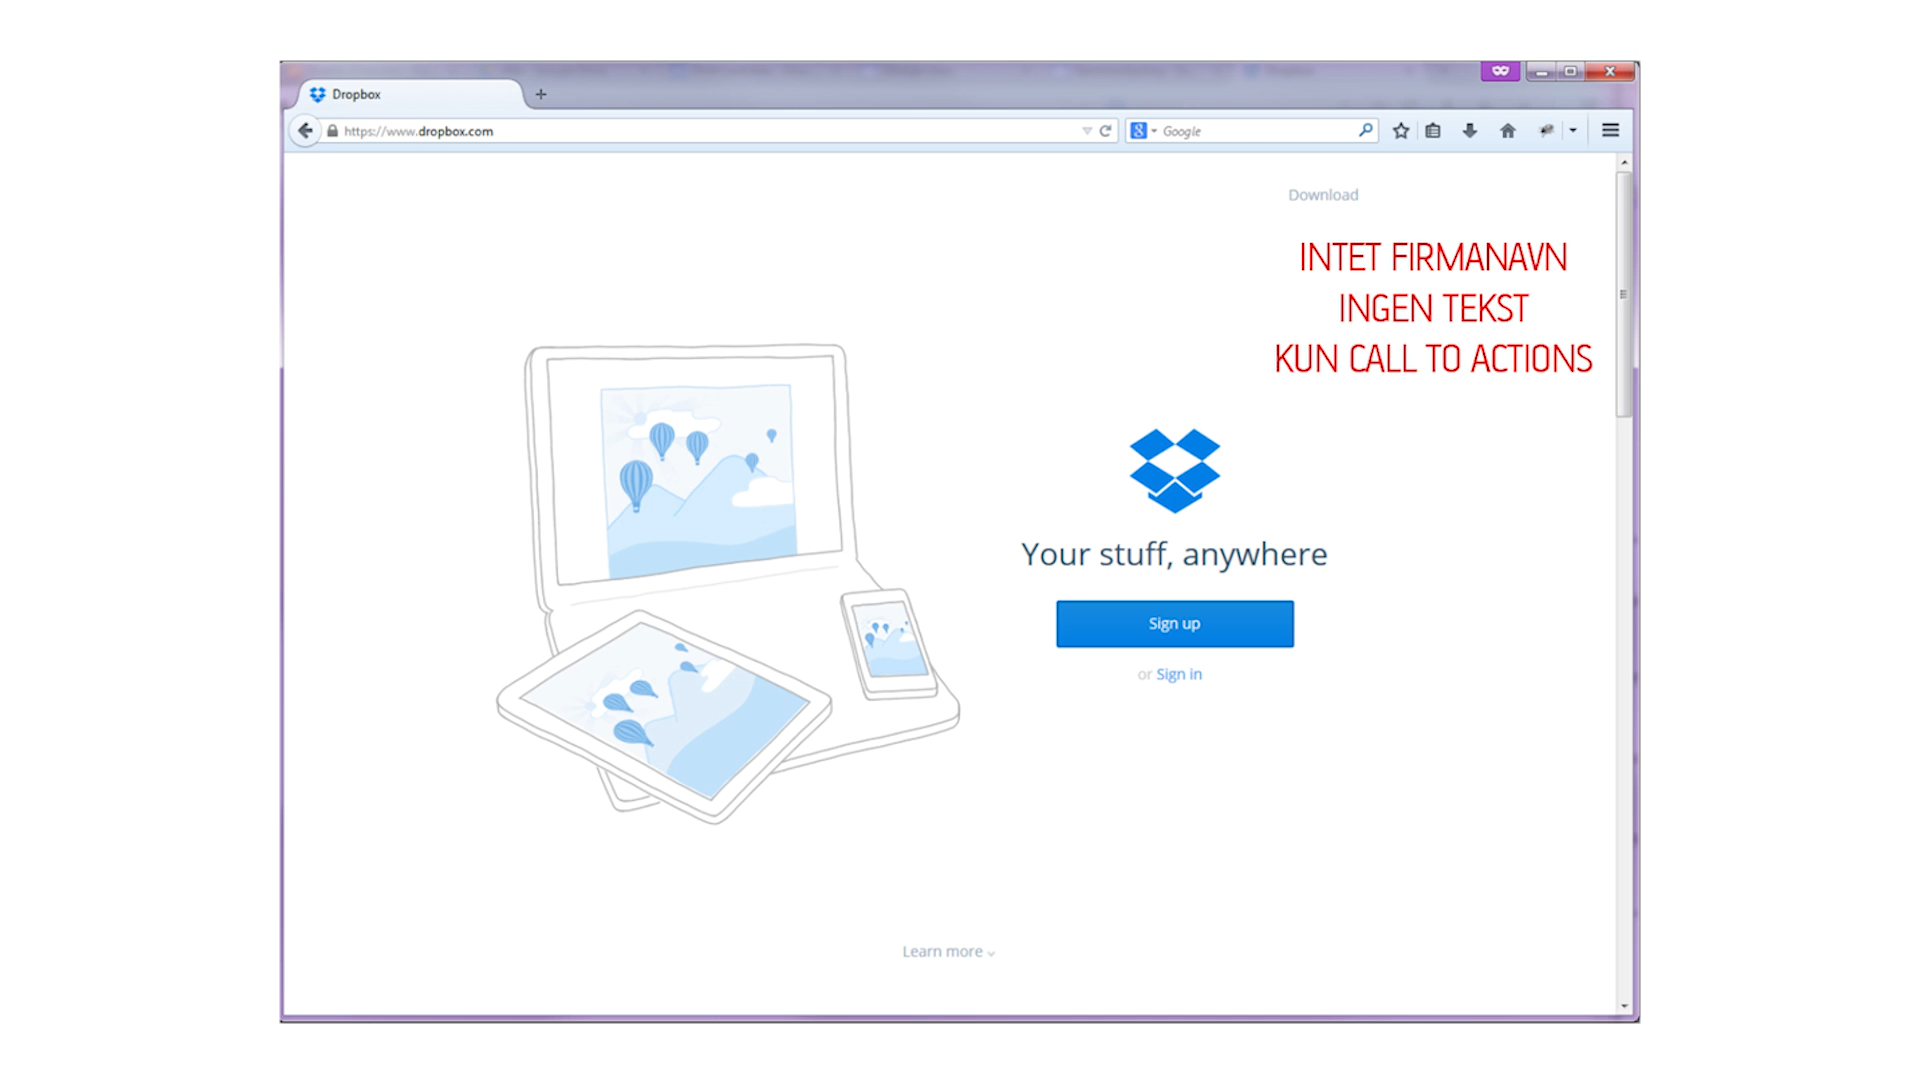 Dropbox
https://www.dropbox.com
Google
Download
INTET FIRMANAVN
INGEN TEKST
KUN CALL TO ACTIONS
Your stuff, anywhere
Sign up
or Sign in
Learn more